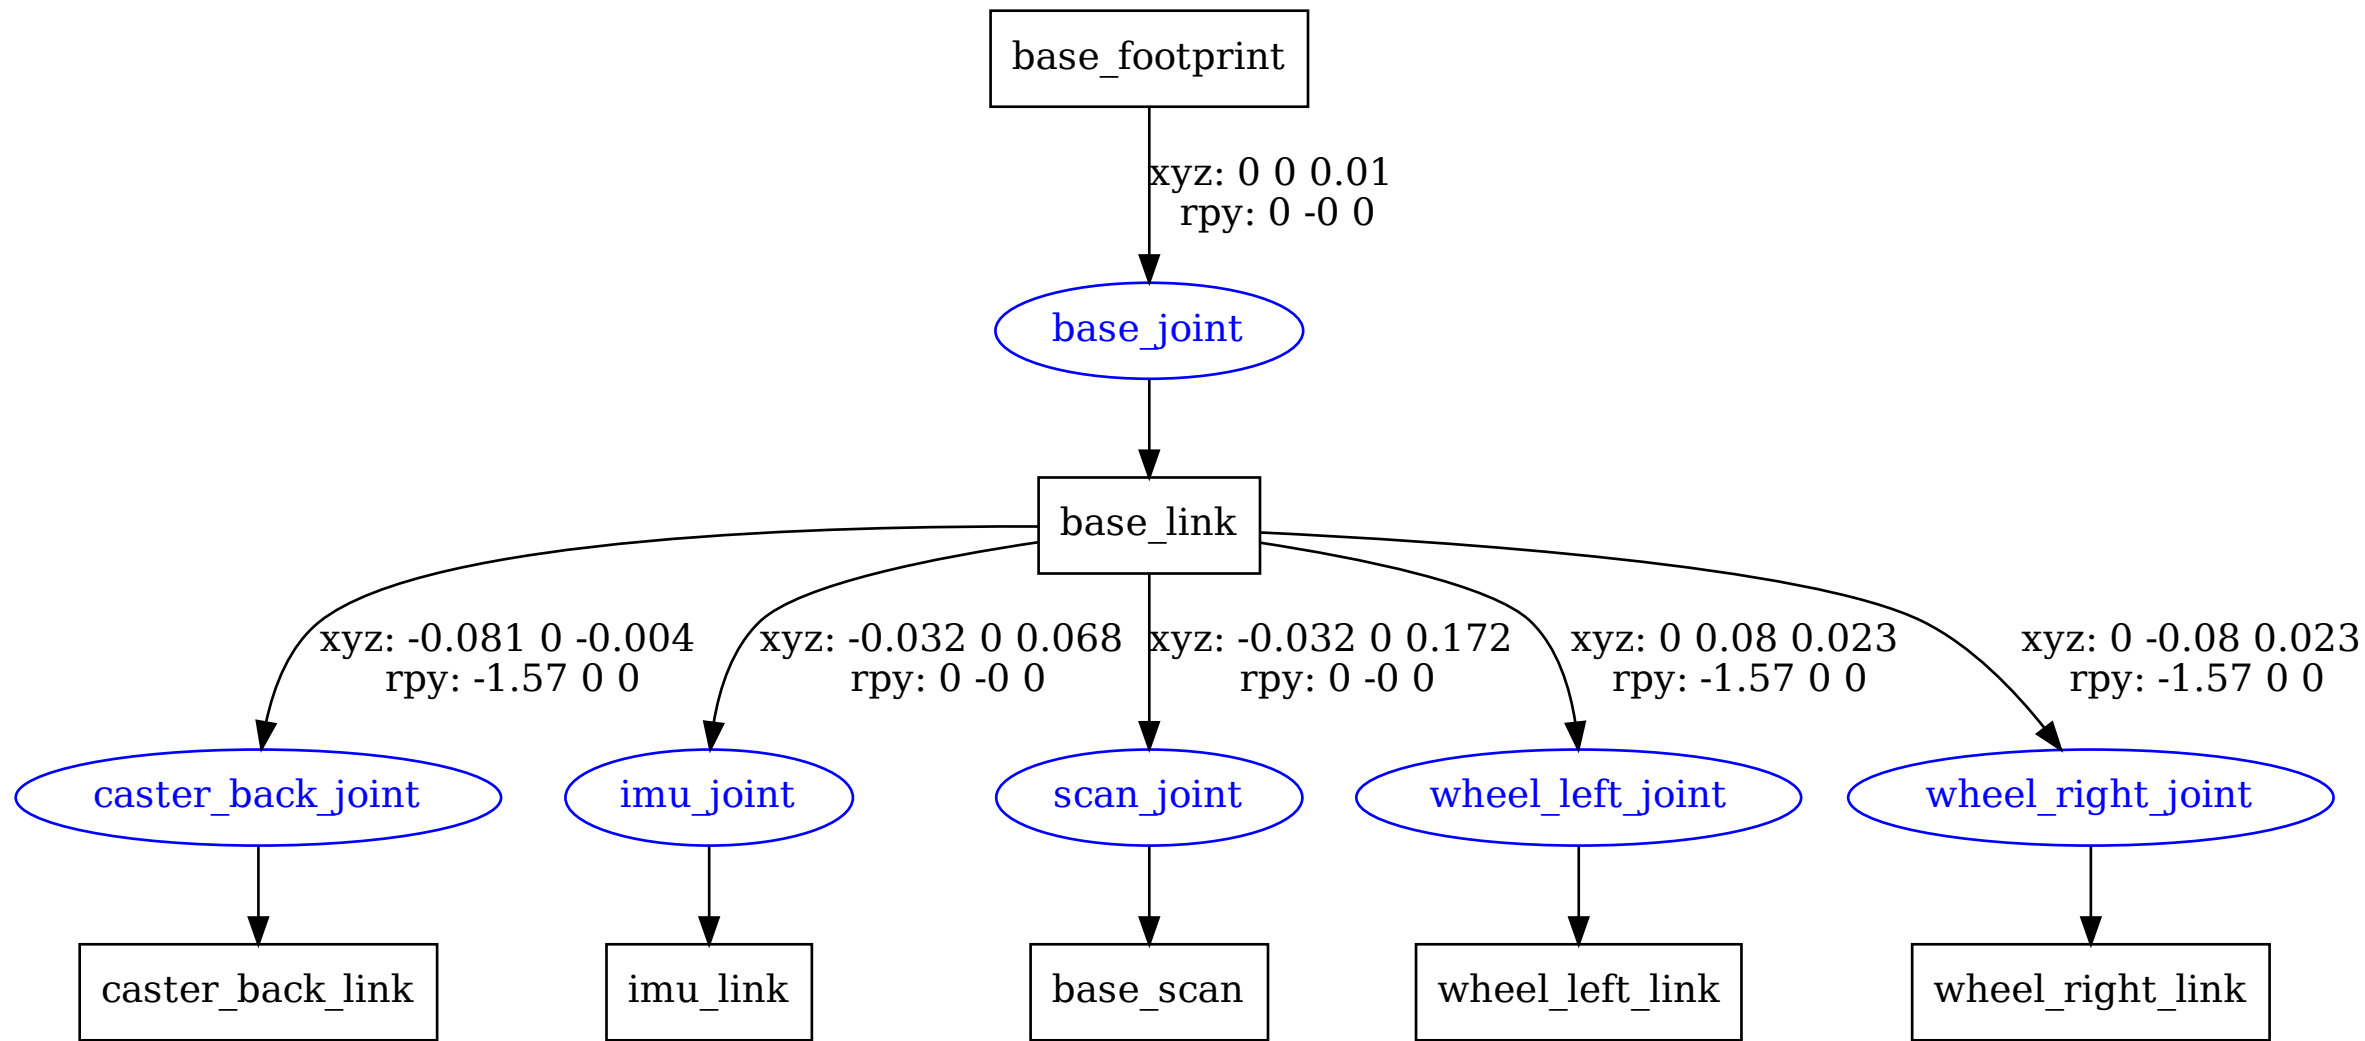 base_footprint
xyz: 0 0 0.01
rpy: 0 -0 0
base_joint
base_link
xyz: -0.081 0 -0.004
rpy: -1.57 0 0
xyz: -0.032 0 0.068
rpy: 0 -0 0
xyz: -0.032 0 0.172
rpy: 0 -0 0
xyz: 0 0.08 0.023
rpy: -1.57 0 0
xyz: 0 -0.08 0.023
rpy: -1.57 0 0
caster_back_joint
imu_joint
scan_joint
wheel_left_joint
wheel_right_joint
caster_back_link
imu_link
base_scan
wheel_left_link
wheel_right_link